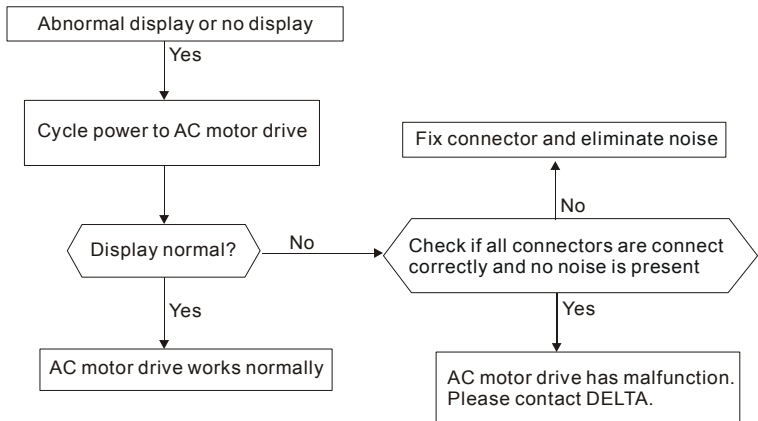 Abnormal display or no display
Yes
Cycle power to AC motor drive
Fix connector and eliminate noise
No
Display normal?
No
Check if all connectors are connect
correctly and no noise is present
Yes
Yes
AC motor drive works normally
AC motor drive has malfunction.
Please contact DELTA.